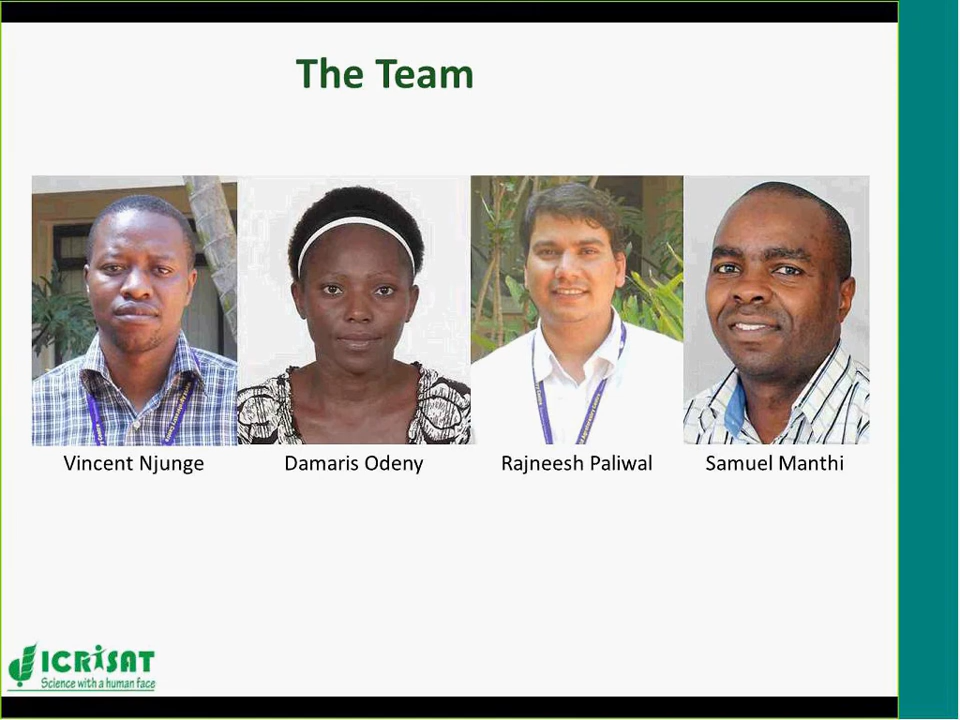 The Team
Vincent Njunge Damaris Odeny Rajneesh Paliwal Samuel Manthi
ICRISAT
Science with a human face